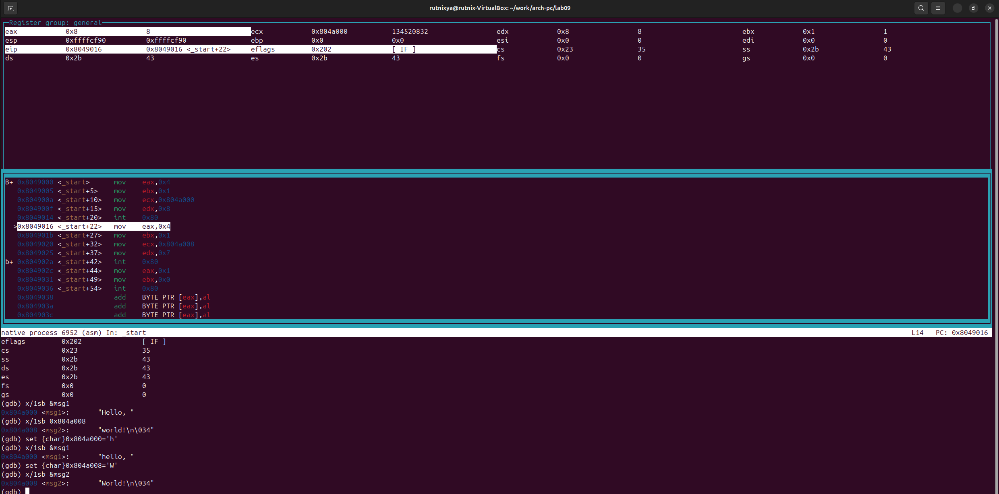 rutnixya@rutnix-VirtualBox: ~/work/arch-pc/lab09
Register group: general
eax 0x8 8 ecx 0x804a000 134520832 edx 0x8 8 ebx 0x1 1
esp 0xffffcf90 0xffffcf90 ebp 0x0 0x0 esi 0x0 0 edi 0x0 0
eip 0x8049016 0x8049016 <_start+22> eflags 0x202 [ IF ] cs 0x23 35 ss 0x2b 43
ds 0x2b 43 es 0x2b 43 fs 0x0 0 gs 0x0 0
B+ 0x8049000 <_start> mov eax,0x4
0x8049005 <_start+5> mov ebx,0x1
0x804900a <_start+10> mov ecx,0x804a000
0x804900f <_start+15> mov edx,0x8
0x8049014 <_start+20> int 0x80
>0x8049016 <_start+22> mov eax,0x4
0x804901b <_start+27> mov ebx,0x1
0x8049020 <_start+32> mov ecx,0x804a008
0x8049025 <_start+37> mov edx,0x7
b+ 0x804902a <_start+42> int 0x80
0x804902c <_start+44> mov eax,0x1
0x8049031 <_start+49> mov ebx,0x0
0x8049036 <_start+54> int 0x80
0x8049038 add BYTE PTR [eax],al
0x804903a add BYTE PTR [eax],al
0x804903c add BYTE PTR [eax],al
native process 6952 (asm) In: _start L14 PC: 0x8049016
eflags 0x202 [ IF ]
cs 0x23 35
ss 0x2b 43
ds 0x2b 43
es 0x2b 43
fs 0x0 0
gs 0x0 0
(gdb) x/1sb &msg1
0x804a000 <msg1>: "Hello, "
(gdb) x/1sb 0x804a008
0x804a008 <msg2>: "world!\n\034"
(gdb) set {char}0x804a000='h'
(gdb) x/1sb &msg1
0x804a000 <msg1>: "hello, "
(gdb) set {char}0x804a008='W'
(gdb) x/1sb &msg2
0x804a008 <msg2>: "World!\n\034"
(gdb)